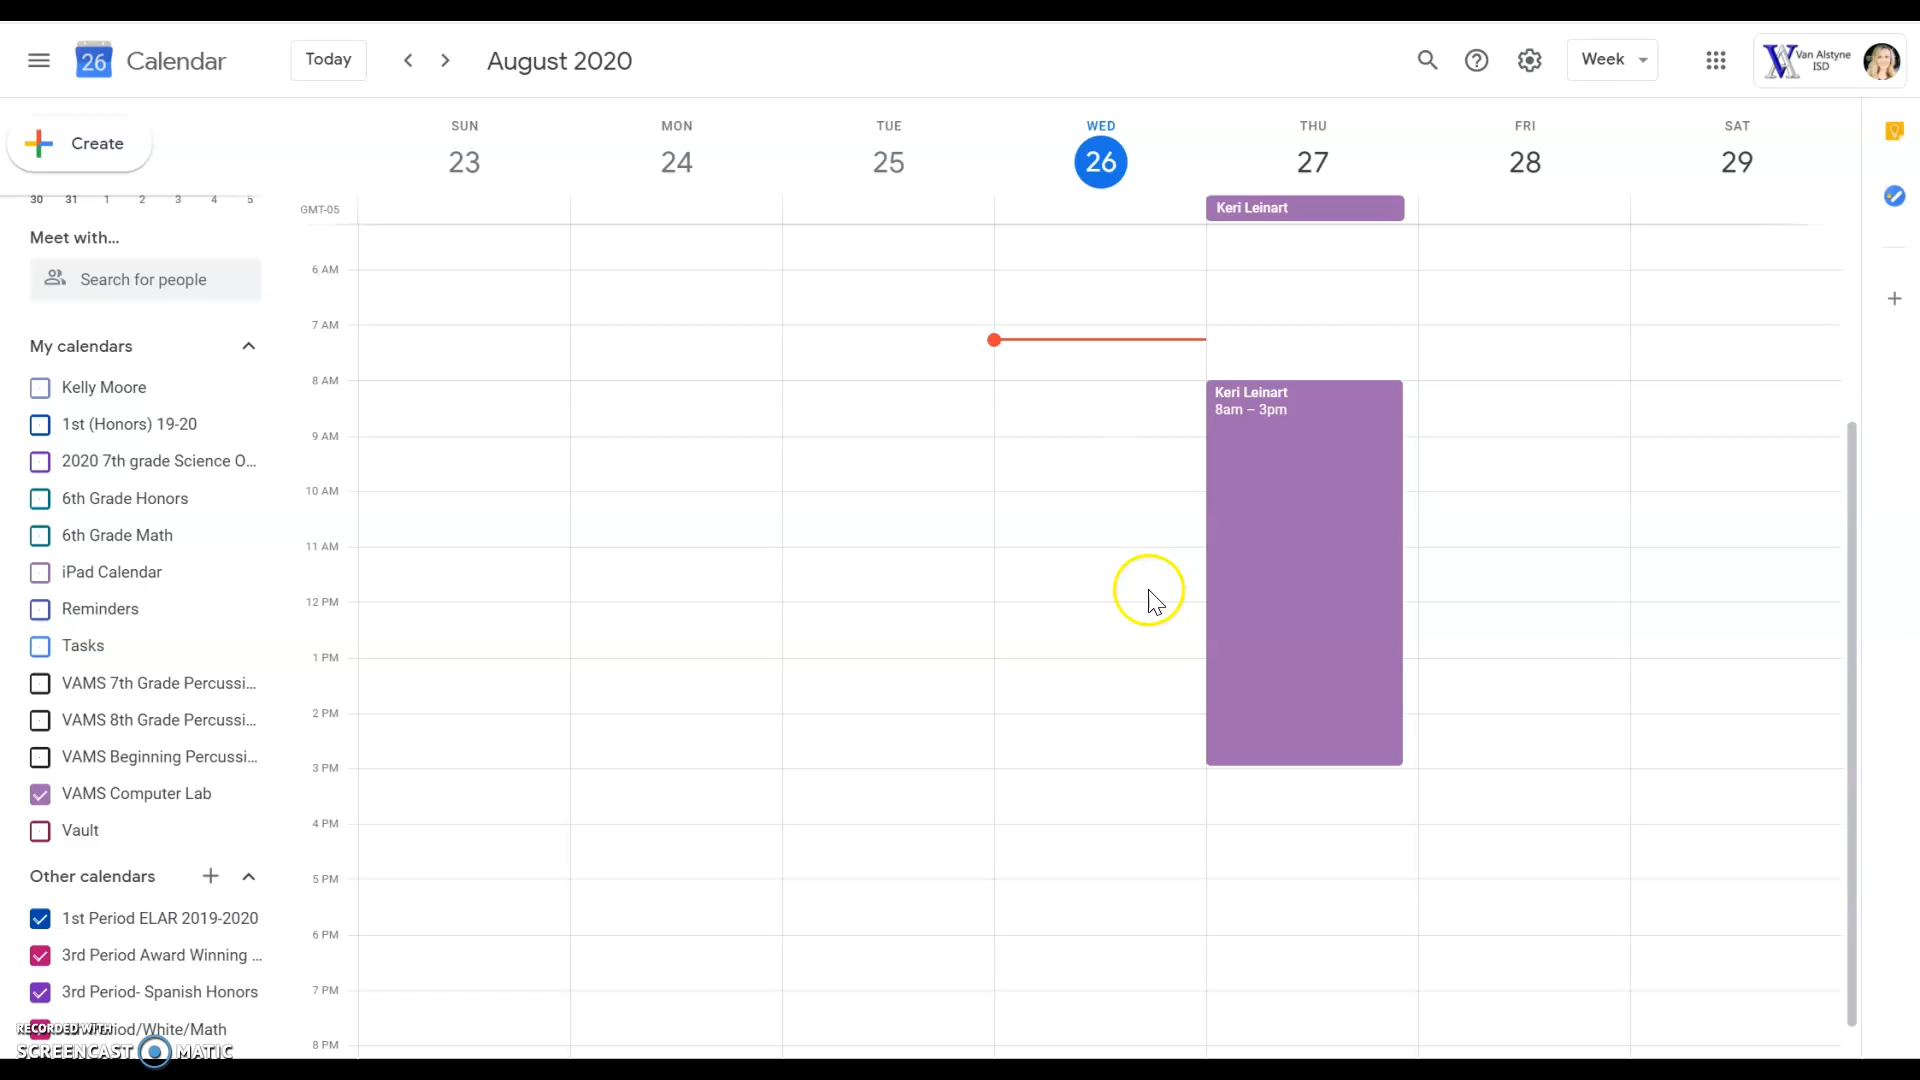 26 Calendar Today August 2020 Week Van Alstyne
ISD
Create
SUN MON TUE WED THU FRI SAT
23 24 25 26 27 28 29
30 31 1 2 3 4 5
GMT-05
Keri Leinart
Meet with...
Search for people
My calendars
Kelly Moore
1st (Honors) 19-20
2020 7th grade Science O...
6th Grade Honors
6th Grade Math
iPad Calendar
Reminders
Tasks
VAMS 7th Grade Percussi...
VAMS 8th Grade Percussi...
VAMS Beginning Percussi...
VAMS Computer Lab
Vault
Other calendars
1st Period ELAR 2019-2020
3rd Period Award Winning ...
3rd Period- Spanish Honors
iod/White/Math
RECORDED WITH
SCREENCAST MATIC
6 AM
7 AM
8 AM
9 AM
10 AM
11 AM
12 PM
1 PM
2 PM
3 PM
4 PM
5 PM
6 PM
7 PM
8 PM
Keri Leinart
8am – 3pm